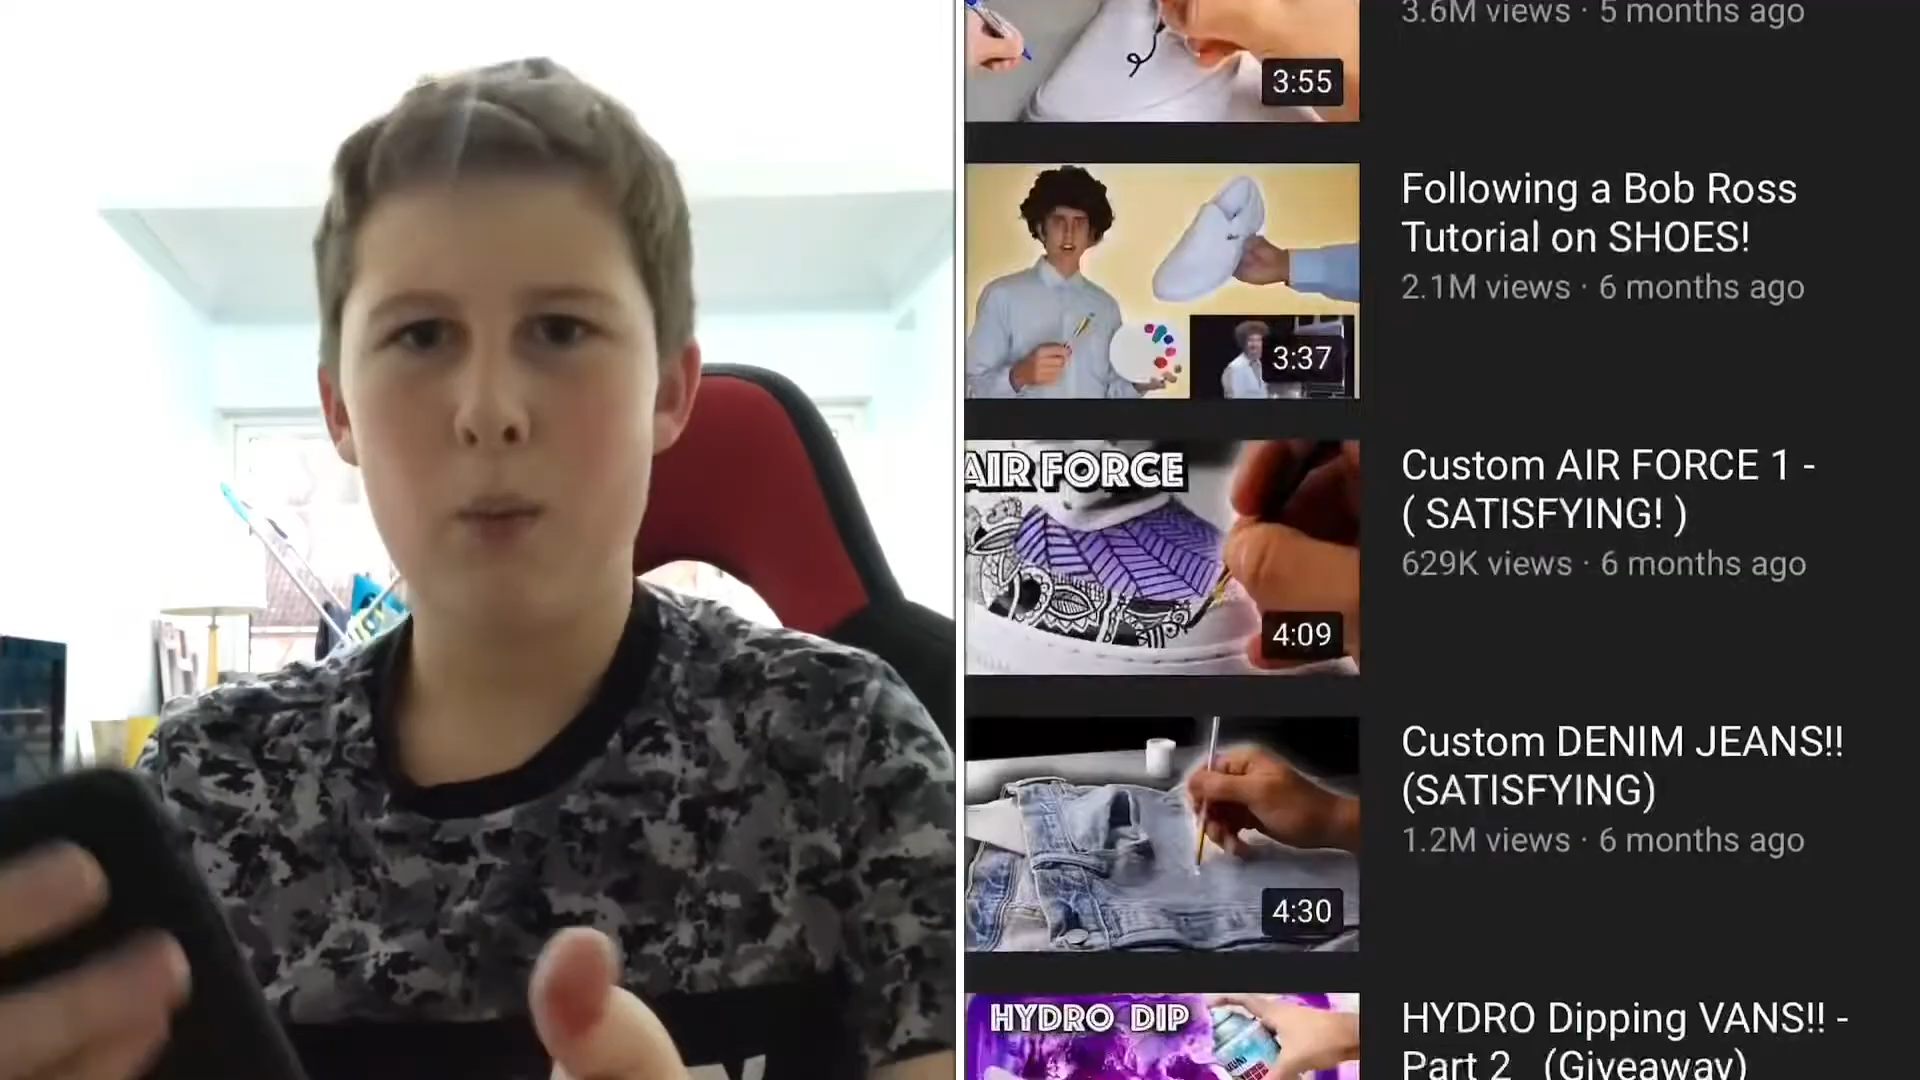 3.6M views · 5 months ago
3:55
Following a Bob Ross
Tutorial on SHOES!
2.1M views · 6 months ago
3:37
AIR FORCE
Custom AIR FORCE 1 -
( SATISFYING! )
629K views · 6 months ago
4:09
Custom DENIM JEANS!!
(SATISFYING)
1.2M views · 6 months ago
4:30
HYDRO DIP
HYDRO Dipping VANS!! -
Part 2 (Giveaway)